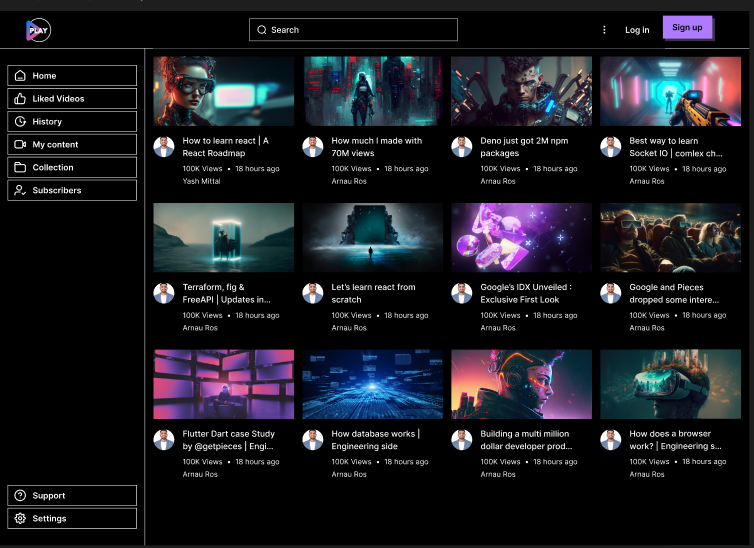 PLAY
Search
Log in
Sign up
Home
Liked Videos
History
My content
Collection
Subscribers
Support
Settings
How to learn react | A
React Roadmap
100K Views • 18 hours ago
Yash Mittal
How much I made with
70M views
100K Views • 18 hours ago
Arnau Ros
Deno just got 2M npm
packages
100K Views • 18 hours ago
Arnau Ros
Best way to learn
Socket IO | comlex ch...
100K Views • 18 hours ago
Arnau Ros
Terraform, fig &
FreeAPI | Updates in...
100K Views • 18 hours ago
Arnau Ros
Let's learn react from
scratch
100K Views • 18 hours ago
Arnau Ros
Google's IDX Unveiled :
Exclusive First Look
100K Views • 18 hours ago
Arnau Ros
Google and Pieces
dropped some intere...
100K Views • 18 hours ago
Arnau Ros
Flutter Dart case Study
by @getpieces | Engi...
100K Views • 18 hours ago
Arnau Ros
How database works |
Engineering side
100K Views • 18 hours ago
Arnau Ros
Building a multi million
dollar developer prod...
100K Views • 18 hours ago
Arnau Ros
How does a browser
work? | Engineering s...
100K Views • 18 hours ago
Arnau Ros